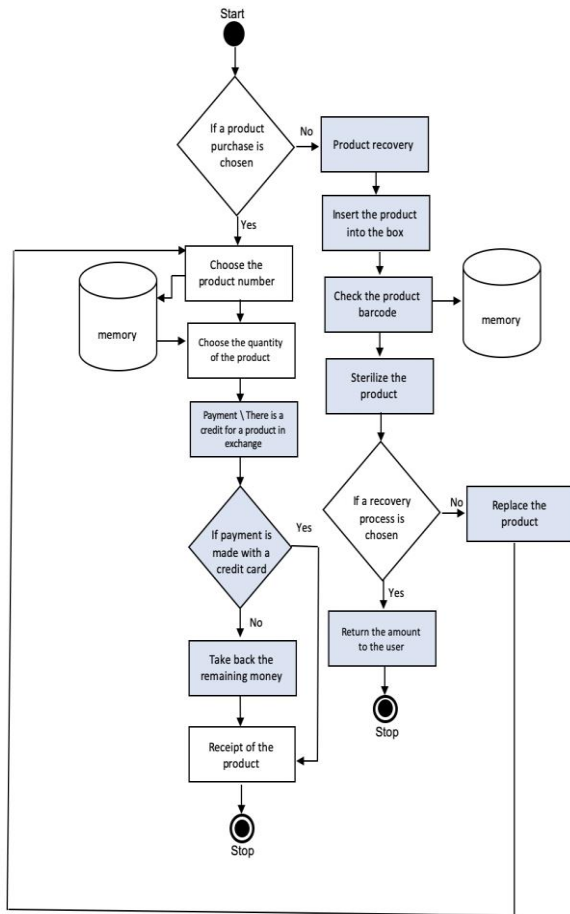 Start
If a product
purchase is
chosen
No
Product recovery
Yes
Insert the product
into the box
Choose the
product number
memory
Check the product
barcode
memory
Choose the quantity
of the product
Sterilize the
product
Payment \ There is a
credit for a product in
exchange
If a recovery
process is
chosen
No
Replace the
product
If payment is
made with a
credit card
Yes
Yes
No
Return the amount
to the user
Take back the
remaining money
Stop
Receipt of the
product
Stop